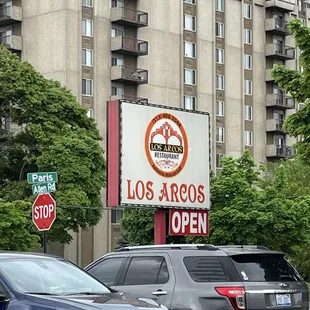 LOS ARCOS
RESTAURANT
LOS ARCOS
OPEN
Paris
Allen Rd
STOP